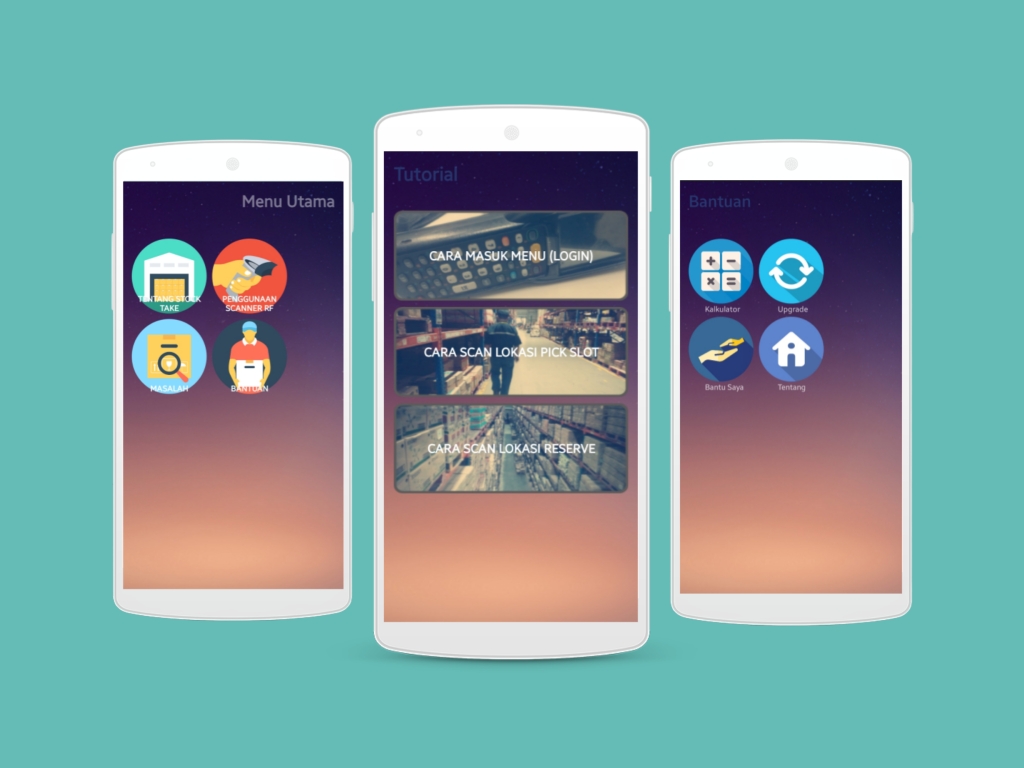 Menu Utama
TENTANG STOCK
TAKE
PENGGUNAAN
SCANNER RF
MASALAH
BANTUAN
Tutorial
CARA MASUK MENU (LOGIN)
CARA SCAN LOKASI PICK SLOT
CARA SCAN LOKASI RESERVE
Bantuan
Kalkulator
Upgrade
Bantu Saya
Tentang